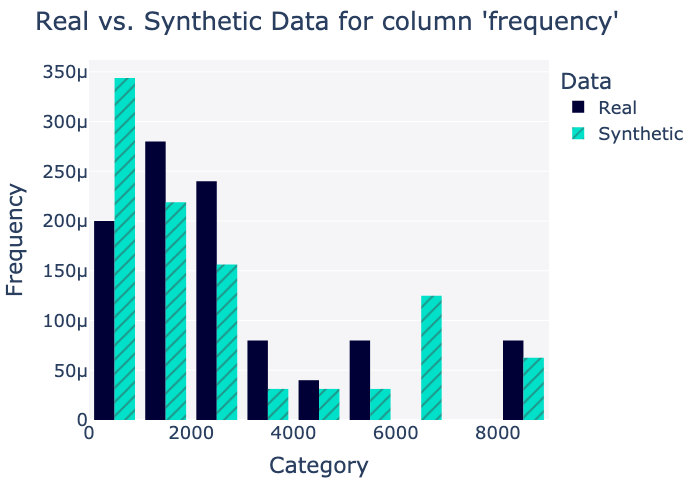 Real vs. Synthetic Data for column 'frequency'
Data
Real
Synthetic
350μ
300μ
250μ
200μ
150μ
100μ
50μ
0
Frequency
0 2000 4000 6000 8000
Category